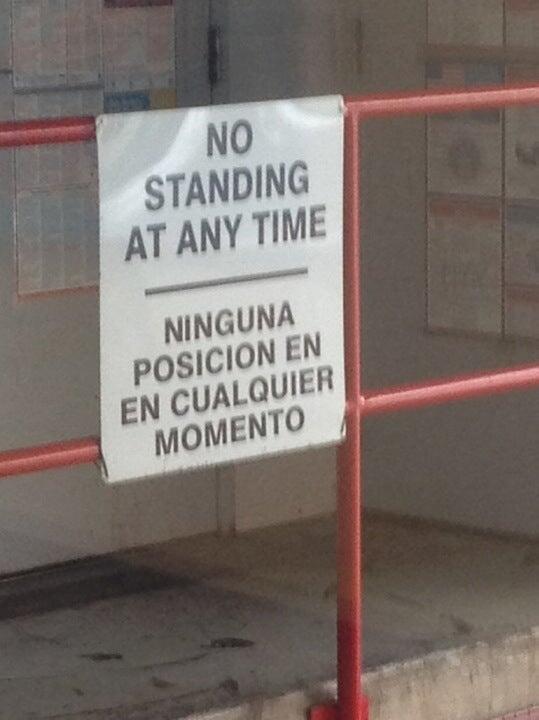 NO
STANDING
AT ANY TIME
NINGUNA
POSICION EN
EN CUALQUIER
MOMENTO